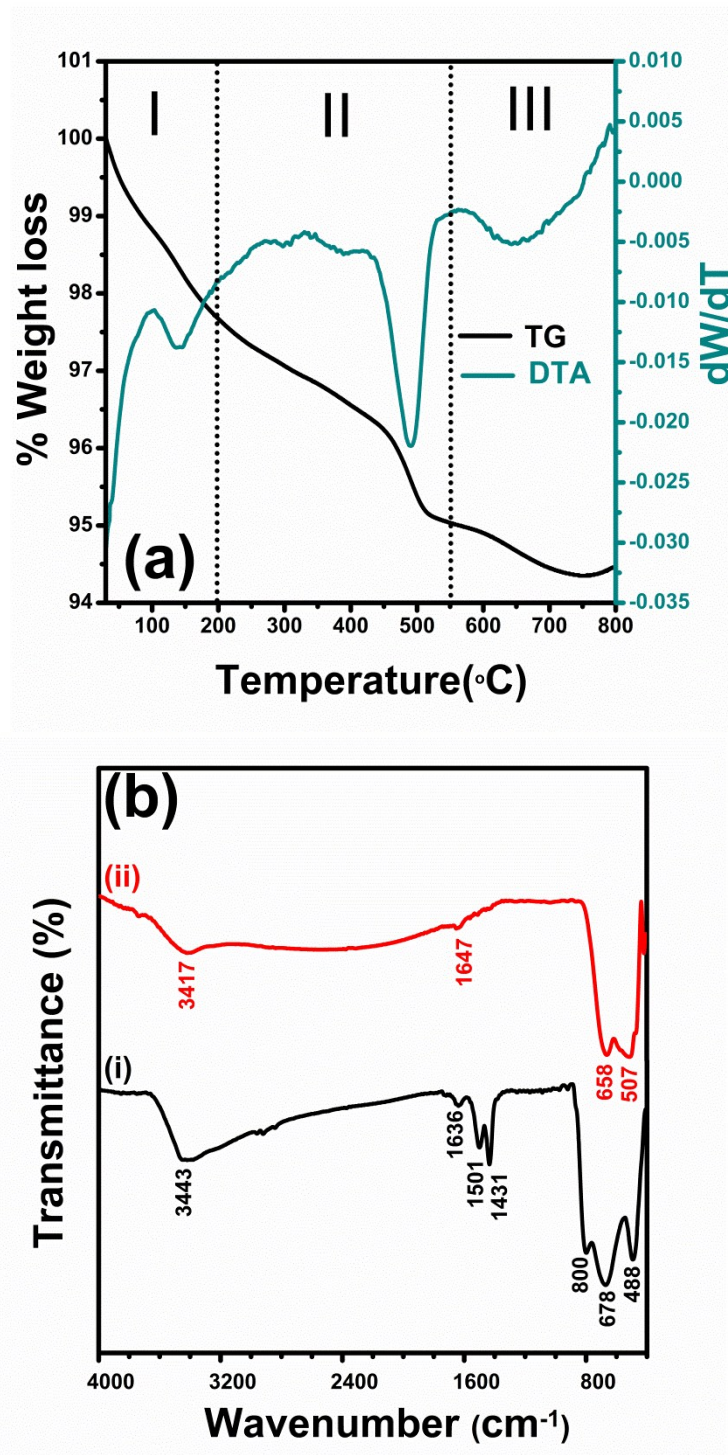 101
100
99
98
97
96
95
94
% Weight loss
I
II
III
TG
DTA
(a)
0.010
0.005
0.000
-0.005
-0.010
-0.015
-0.020
-0.025
-0.030
-0.035
dW/dT
100 200 300 400 500 600 700 800
Temperature(°C)
(b)
(ii)
3417
1647
658
507
(i)
3443
1636
1501
1431
800
678
488
Transmittance (%)
4000 3200 2400 1600 800
Wavenumber (cm-1)